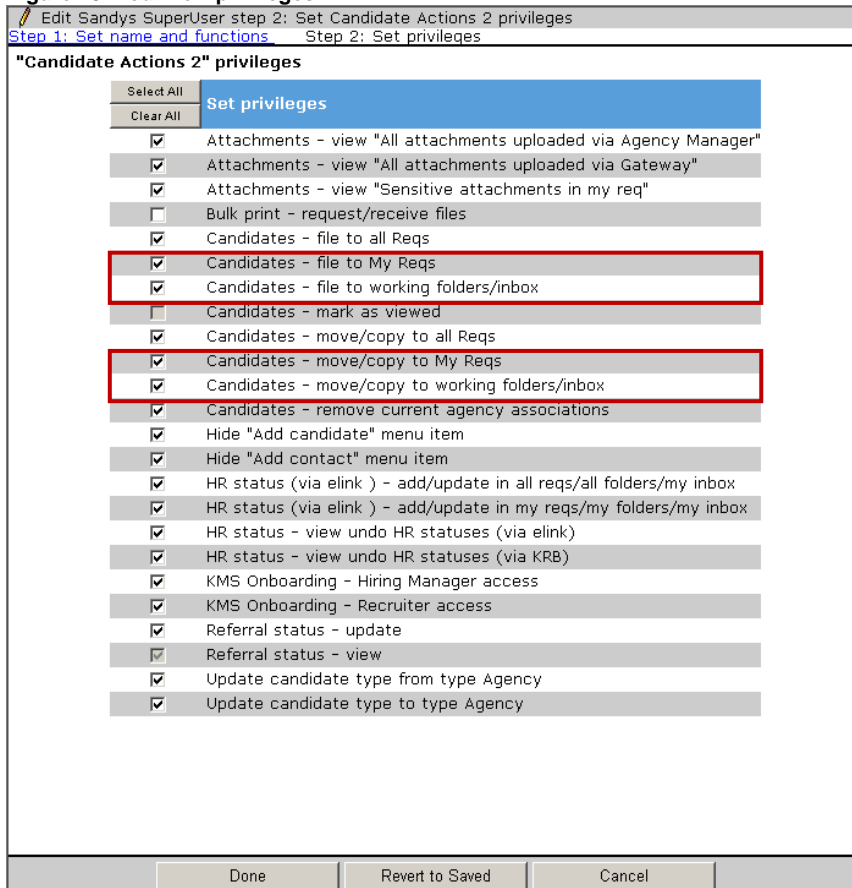 Edit Sandys SuperUser step 2: Set Candidate Actions 2 privileges
Step 1: Set name and functions Step 2: Set privileges
"Candidate Actions 2" privileges
Select All
Clear All
Set privileges
Attachments - view "All attachments uploaded via Agency Manager"
Attachments - view "All attachments uploaded via Gateway"
Attachments - view "Sensitive attachments in my req"
Bulk print - request/receive files
Candidates - file to all Reqs
Candidates - file to My Reqs
Candidates - file to working folders/inbox
Candidates - mark as viewed
Candidates - move/copy to all Reqs
Candidates - move/copy to My Reqs
Candidates - move/copy to working folders/inbox
Candidates - remove current agency associations
Hide "Add candidate" menu item
Hide "Add contact" menu item
HR status (via elink ) - add/update in all reqs/all folders/my inbox
HR status (via elink ) - add/update in my reqs/my folders/my inbox
HR status - view undo HR statuses (via elink)
HR status - view undo HR statuses (via KRB)
KMS Onboarding - Hiring Manager access
KMS Onboarding - Recruiter access
Referral status - update
Referral status - view
Update candidate type from type Agency
Update candidate type to type Agency
Done Revert to Saved Cancel